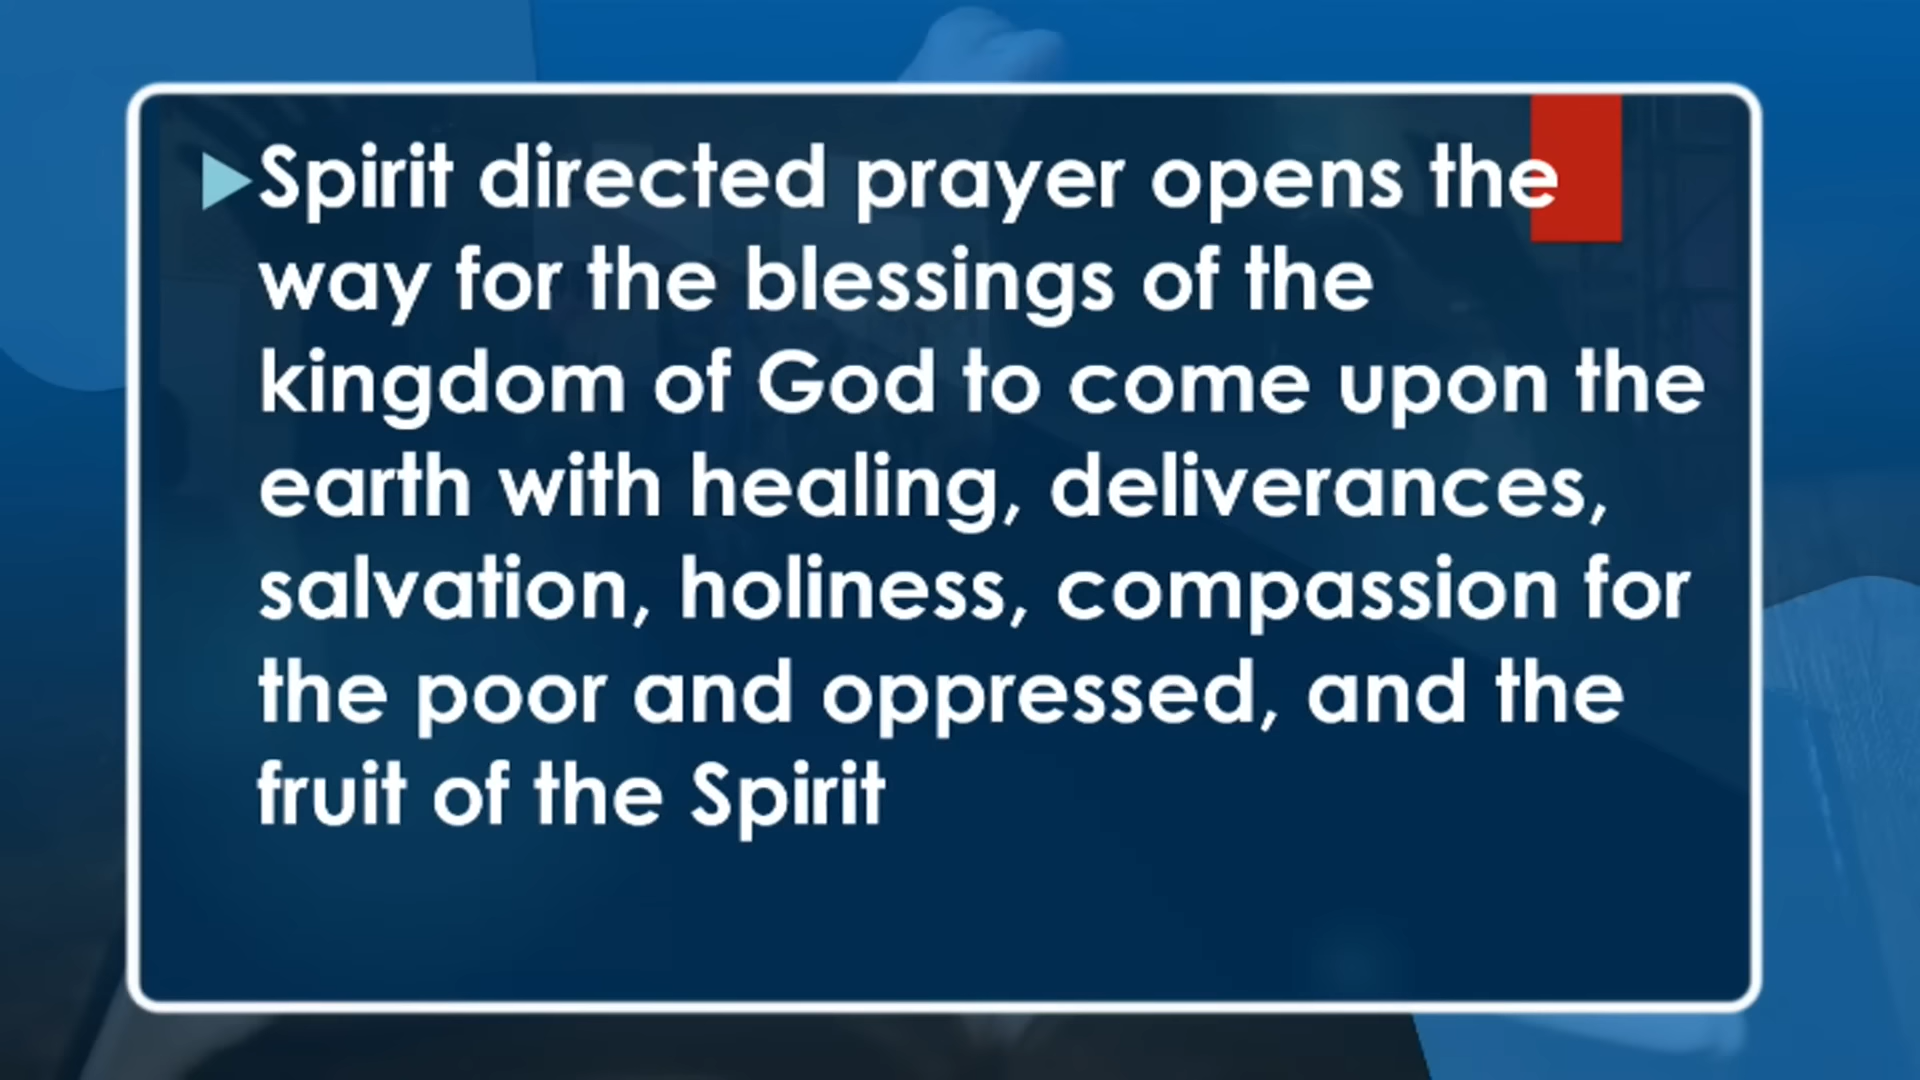 Spirit directed prayer opens the
way for the blessings of the
kingdom of God to come upon the
earth with healing, deliverances,
salvation, holiness, compassion for
the poor and oppressed, and the
fruit of the Spirit